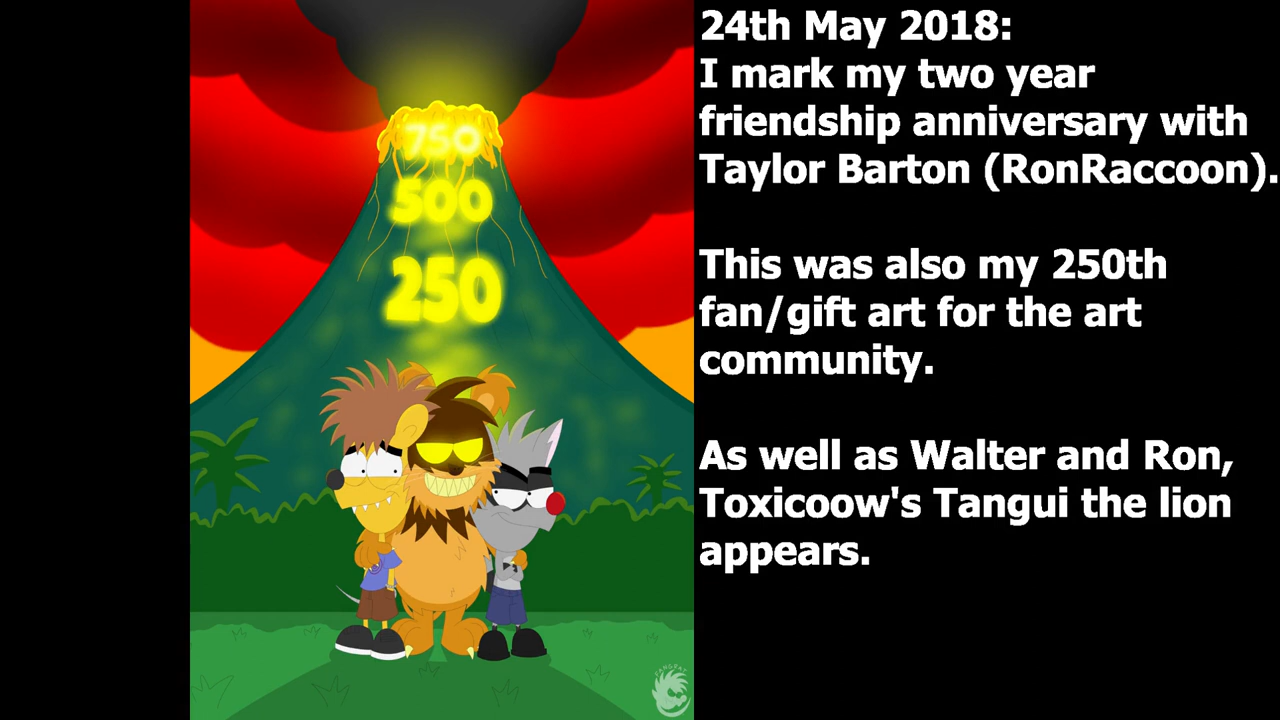 750
500
250
24th May 2018:
I mark my two year
friendship anniversary with
Taylor Barton (RonRaccoon).
This was also my 250th
fan/gift art for the art
community.
As well as Walter and Ron,
Toxicoow's Tangui the lion
appears.